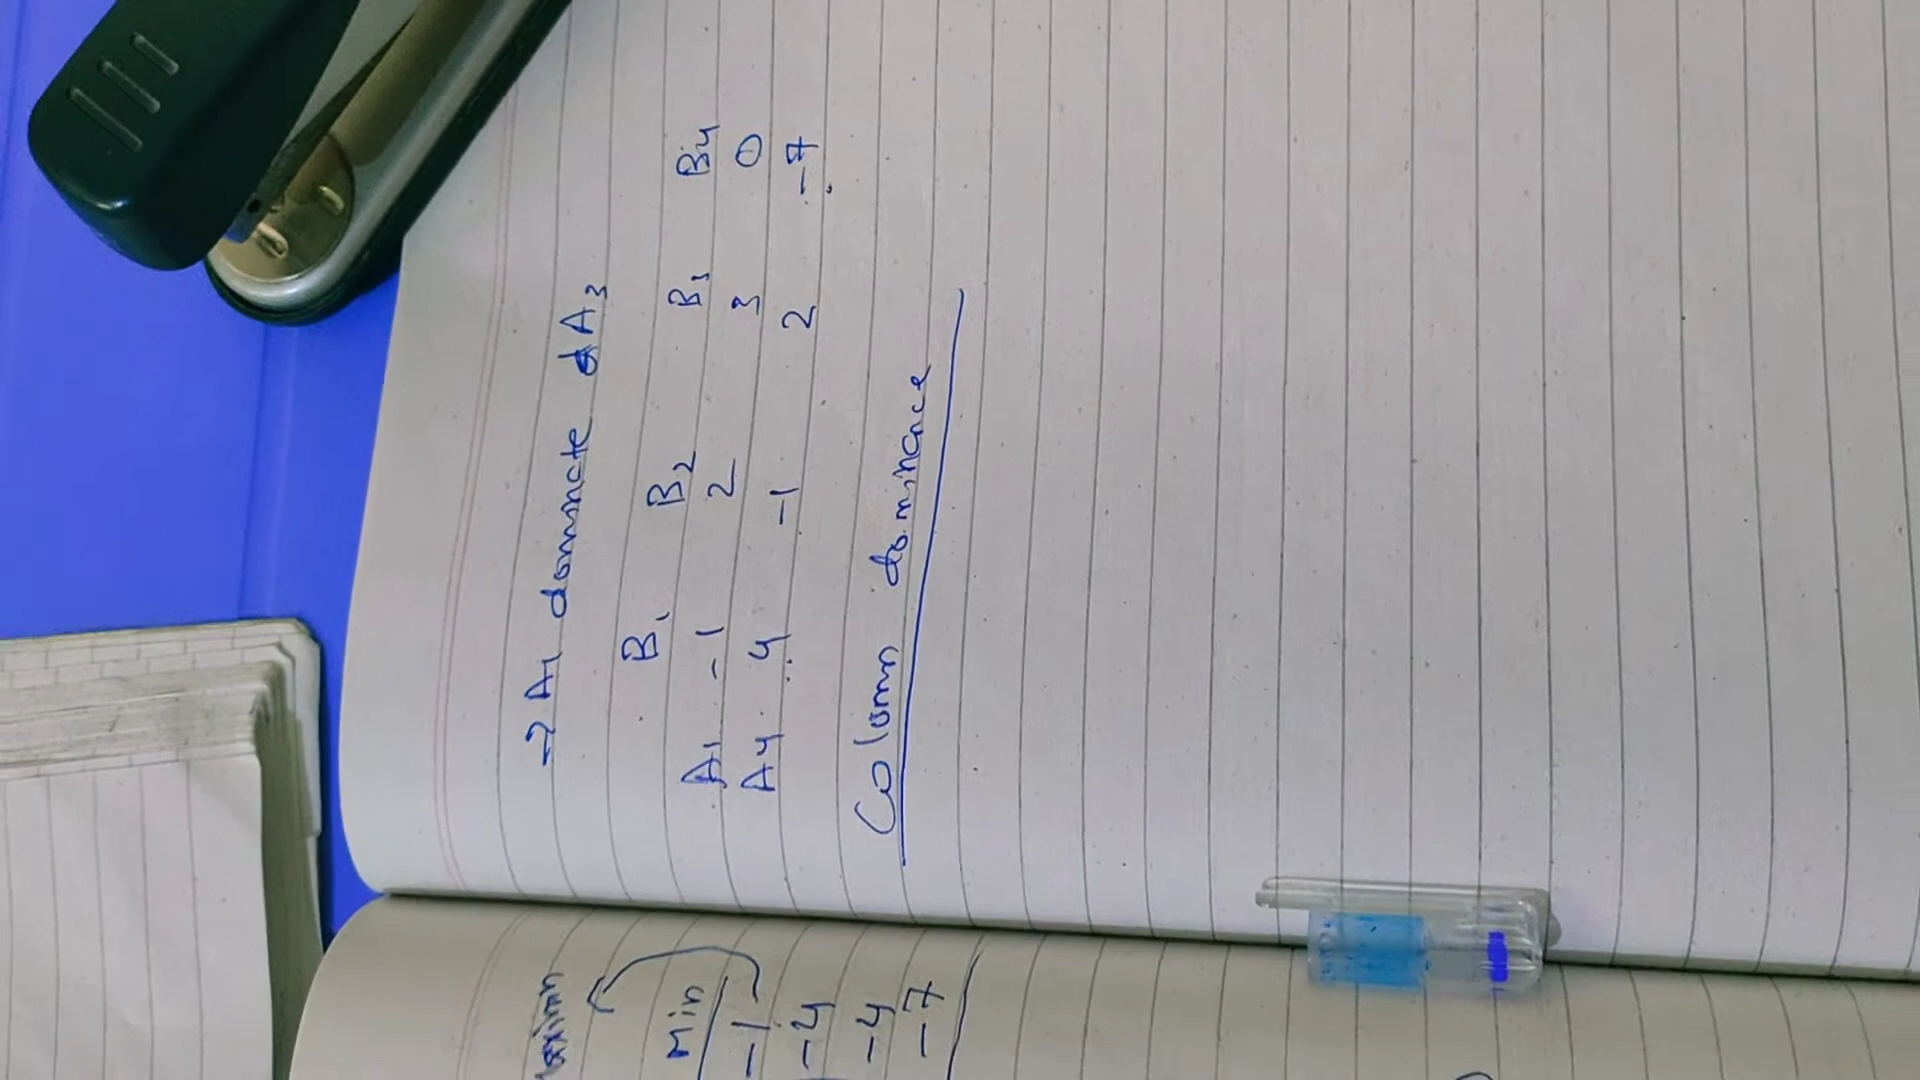 → A1 dominate d A3
B1 B2 B3 B4
A1 -1 2 3 0
A4 4 -1 2 -7
Colomn dominance
Min
-1
-4
-4
-7